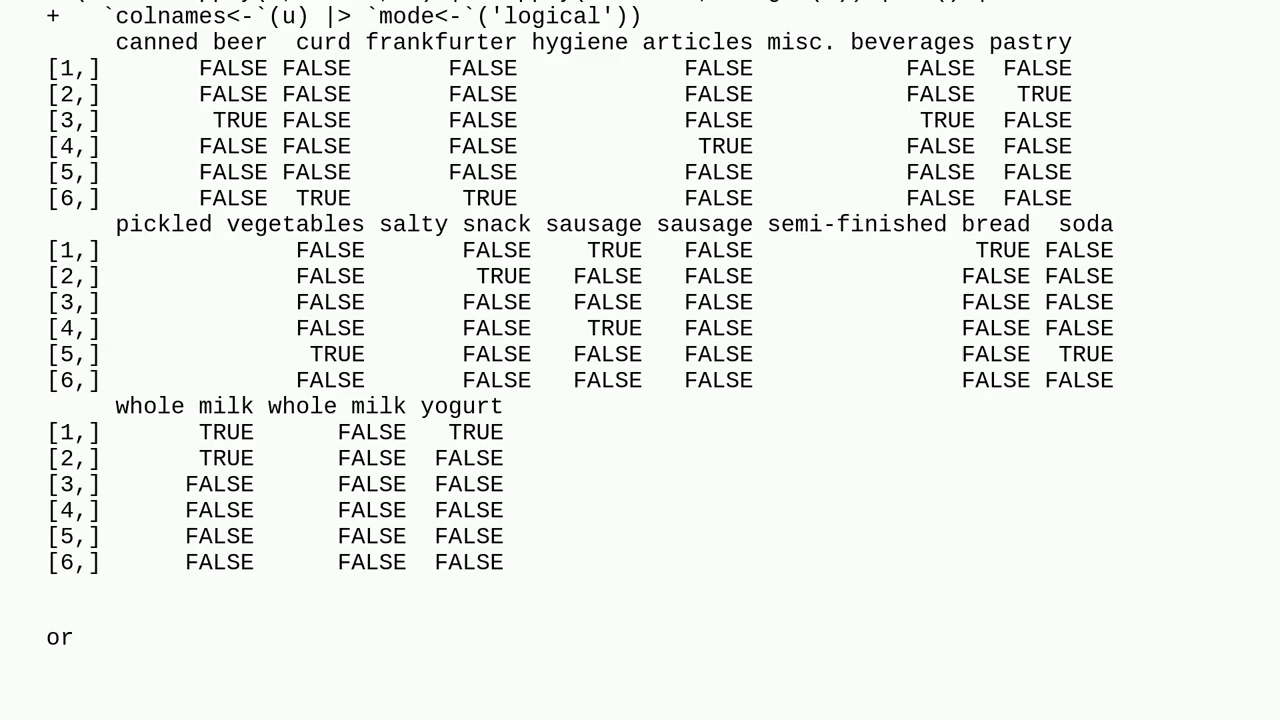 +   `colnames<-`(u) |> `mode<-`('logical'))
     canned beer  curd frankfurter hygiene articles misc. beverages pastry
[1,]       FALSE FALSE       FALSE            FALSE           FALSE  FALSE
[2,]       FALSE FALSE       FALSE            FALSE           FALSE   TRUE
[3,]        TRUE FALSE       FALSE            FALSE            TRUE  FALSE
[4,]       FALSE FALSE       FALSE             TRUE           FALSE  FALSE
[5,]       FALSE FALSE       FALSE            FALSE           FALSE  FALSE
[6,]       FALSE  TRUE        TRUE            FALSE           FALSE  FALSE
     pickled vegetables salty snack sausage sausage semi-finished bread  soda
[1,]              FALSE       FALSE    TRUE   FALSE                TRUE FALSE
[2,]              FALSE        TRUE   FALSE   FALSE               FALSE FALSE
[3,]              FALSE       FALSE   FALSE   FALSE               FALSE FALSE
[4,]              FALSE       FALSE    TRUE   FALSE               FALSE FALSE
[5,]               TRUE       FALSE   FALSE   FALSE               FALSE  TRUE
[6,]              FALSE       FALSE   FALSE   FALSE               FALSE FALSE
     whole milk whole milk yogurt
[1,]       TRUE      FALSE   TRUE
[2,]       TRUE      FALSE  FALSE
[3,]      FALSE      FALSE  FALSE
[4,]      FALSE      FALSE  FALSE
[5,]      FALSE      FALSE  FALSE
[6,]      FALSE      FALSE  FALSE
or